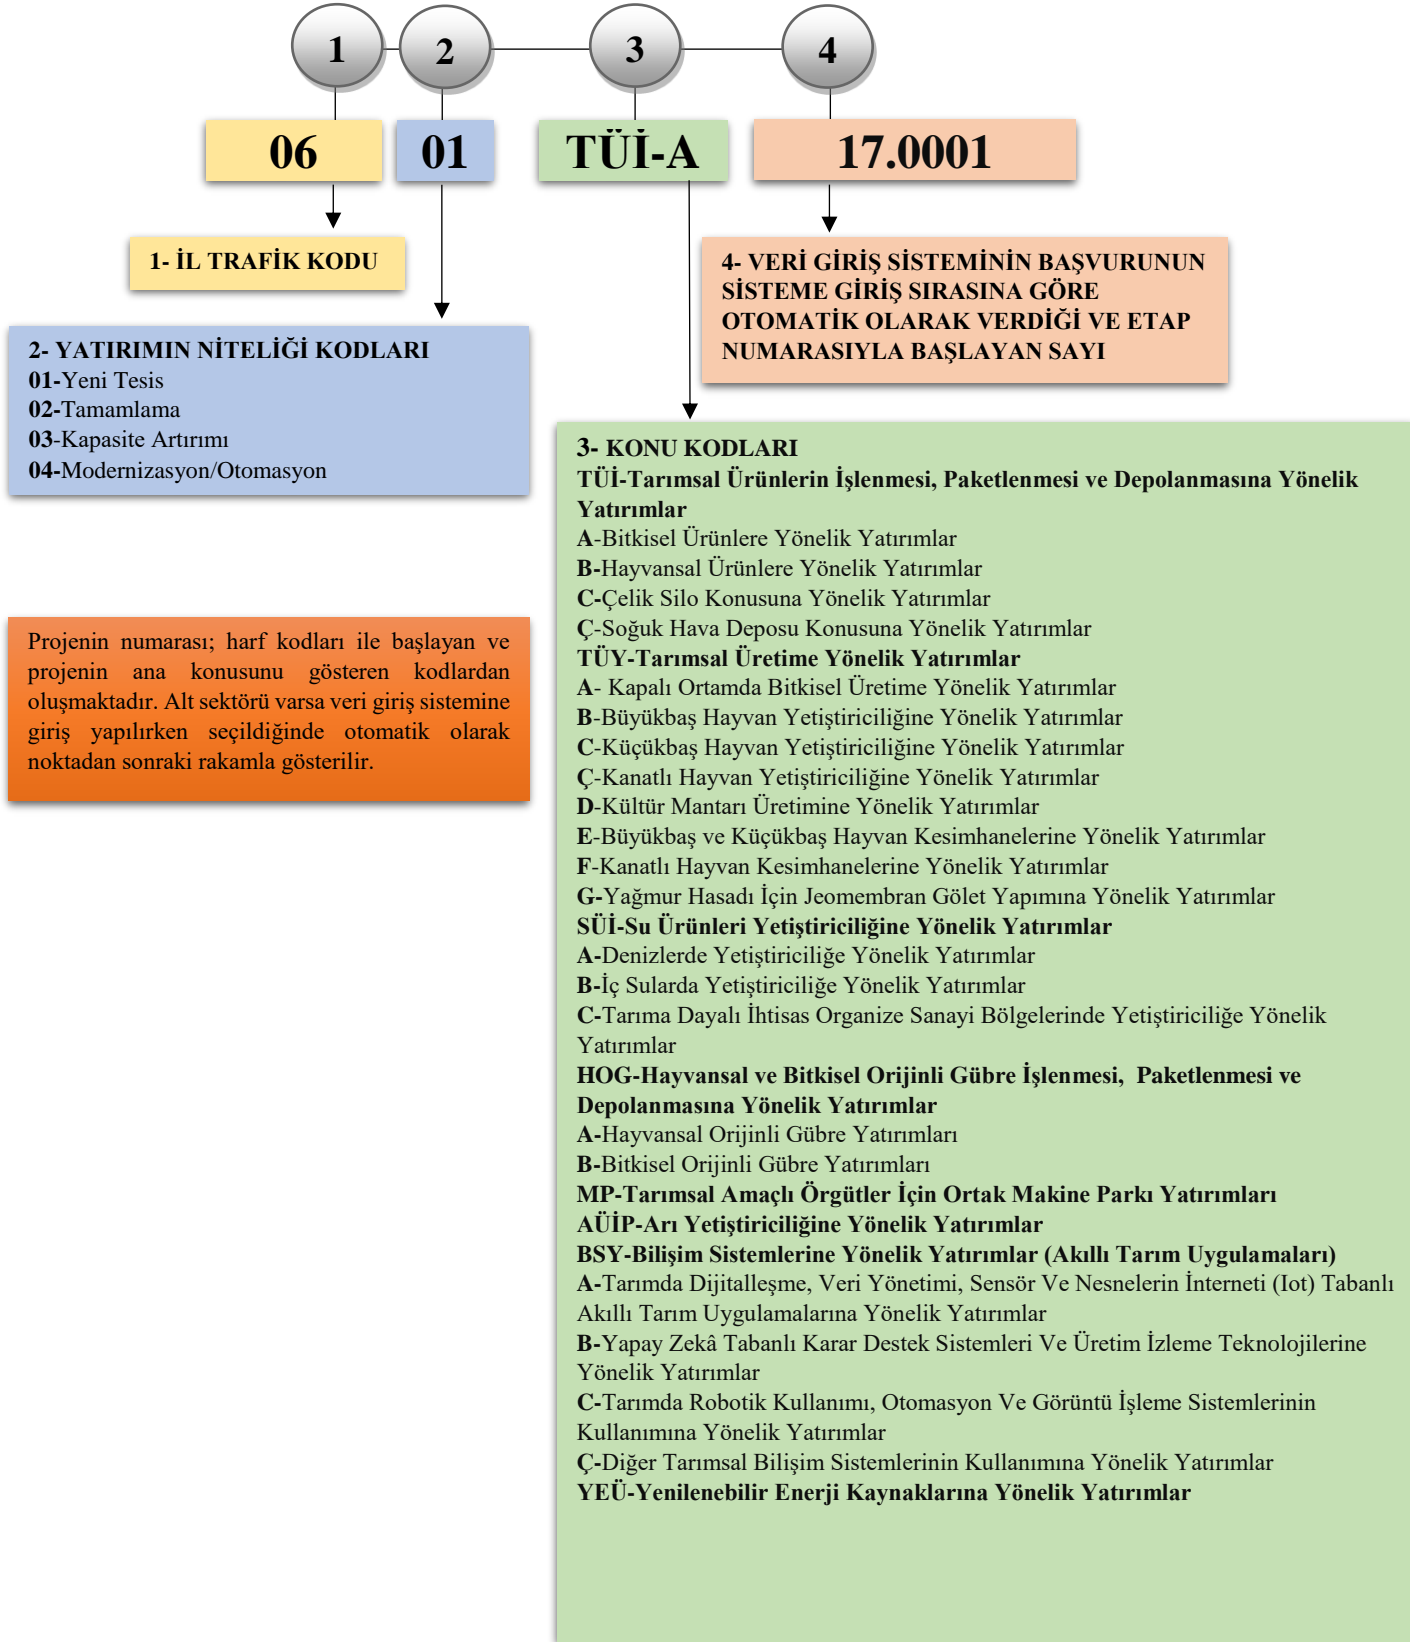 1 2 3 4
06 01 TÜİ-A 17.0001
1- İL TRAFİK KODU
4- VERİ GİRİŞ SİSTEMİNİN BAŞVURUNUN
SİSTEME GİRİŞ SIRASINA GÖRE
OTOMATİK OLARAK VERDİĞİ VE ETAP
NUMARASIYLA BAŞLAYAN SAYI
2- YATIRIMIN NİTELİĞİ KODLARI
01-Yeni Tesis
02-Tamamlama
03-Kapasite Artırımı
04-Modernizasyon/Otomasyon
Projenin numarası; harf kodları ile başlayan ve
projenin ana konusunu gösteren kodlardan
oluşmaktadır. Alt sektörü varsa veri giriş sistemine
giriş yapılırken seçildiğinde otomatik olarak
noktadan sonraki rakamla gösterilir.
3- KONU KODLARI
TÜİ-Tarımsal Ürünlerin İşlenmesi, Paketlenmesi ve Depolanmasına Yönelik
Yatırımlar
A-Bitkisel Ürünlere Yönelik Yatırımlar
B-Hayvansal Ürünlere Yönelik Yatırımlar
C-Çelik Silo Konusuna Yönelik Yatırımlar
Ç-Soğuk Hava Deposu Konusuna Yönelik Yatırımlar
TÜY-Tarımsal Üretime Yönelik Yatırımlar
A- Kapalı Ortamda Bitkisel Üretime Yönelik Yatırımlar
B-Büyükbaş Hayvan Yetiştiriciliğine Yönelik Yatırımlar
C-Küçükbaş Hayvan Yetiştiriciliğine Yönelik Yatırımlar
Ç-Kanatlı Hayvan Yetiştiriciliğine Yönelik Yatırımlar
D-Kültür Mantarı Üretimine Yönelik Yatırımlar
E-Büyükbaş ve Küçükbaş Hayvan Kesimhanelerine Yönelik Yatırımlar
F-Kanatlı Hayvan Kesimhanelerine Yönelik Yatırımlar
G-Yağmur Hasadı İçin Jeomembran Gölet Yapımına Yönelik Yatırımlar
SÜİ-Su Ürünleri Yetiştiriciliğine Yönelik Yatırımlar
A-Denizlerde Yetiştiriciliğe Yönelik Yatırımlar
B-İç Sularda Yetiştiriciliğe Yönelik Yatırımlar
C-Tarıma Dayalı İhtisas Organize Sanayi Bölgelerinde Yetiştiriciliğe Yönelik
Yatırımlar
HOG-Hayvansal ve Bitkisel Orijinli Gübre İşlenmesi, Paketlenmesi ve
Depolanmasına Yönelik Yatırımlar
A-Hayvansal Orijinli Gübre Yatırımları
B-Bitkisel Orijinli Gübre Yatırımları
MP-Tarımsal Amaçlı Örgütler İçin Ortak Makine Parkı Yatırımları
AÜİP-Arı Yetiştiriciliğine Yönelik Yatırımlar
BSY-Bilişim Sistemlerine Yönelik Yatırımlar (Akıllı Tarım Uygulamaları)
A-Tarımda Dijitalleşme, Veri Yönetimi, Sensör Ve Nesnelerin İnterneti (Iot) Tabanlı
Akıllı Tarım Uygulamalarına Yönelik Yatırımlar
B-Yapay Zekâ Tabanlı Karar Destek Sistemleri Ve Üretim İzleme Teknolojilerine
Yönelik Yatırımlar
C-Tarımda Robotik Kullanımı, Otomasyon Ve Görüntü İşleme Sistemlerinin
Kullanımına Yönelik Yatırımlar
Ç-Diğer Tarımsal Bilişim Sistemlerinin Kullanımına Yönelik Yatırımlar
YEÜ-Yenilenebilir Enerji Kaynaklarına Yönelik Yatırımlar